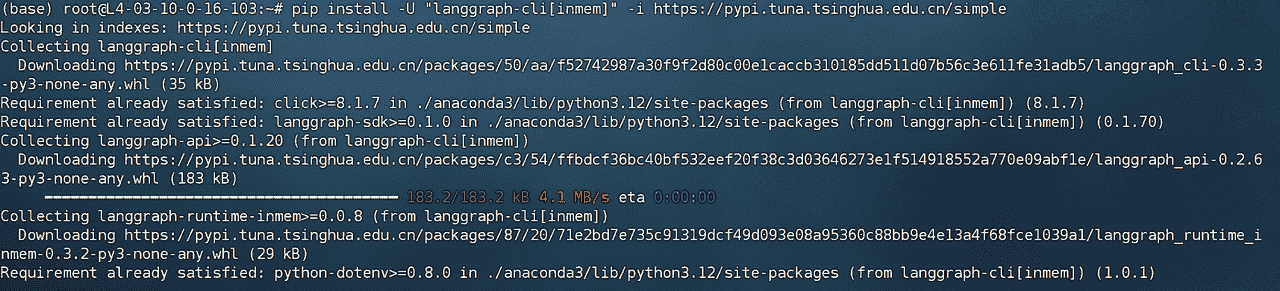 (base) root@L4-03-10-0-16-103:~# pip install -U "langgraph-cli[inmem]" -i https://pypi.tuna.tsinghua.edu.cn/simple
Looking in indexes: https://pypi.tuna.tsinghua.edu.cn/simple
Collecting langgraph-cli[inmem]
  Downloading https://pypi.tuna.tsinghua.edu.cn/packages/50/aa/f52742987a30f9f2d80c00e1caccb310185dd511d07b56c3e611fe31adb5/langgraph_cli-0.3.3
-py3-none-any.whl (35 kB)
Requirement already satisfied: click>=8.1.7 in ./anaconda3/lib/python3.12/site-packages (from langgraph-cli[inmem]) (8.1.7)
Requirement already satisfied: langgraph-sdk>=0.1.0 in ./anaconda3/lib/python3.12/site-packages (from langgraph-cli[inmem]) (0.1.70)
Collecting langgraph-api>=0.1.20 (from langgraph-cli[inmem])
  Downloading https://pypi.tuna.tsinghua.edu.cn/packages/c3/54/ffbdcf36bc40bf532eef20f38c3d03646273e1f514918552a770e09abf1e/langgraph_api-0.2.6
3-py3-none-any.whl (183 kB)
183.2/183.2 kB 4.1 MB/s eta 0:00:00
Collecting langgraph-runtime-inmem>=0.0.8 (from langgraph-cli[inmem])
  Downloading https://pypi.tuna.tsinghua.edu.cn/packages/87/20/71e2bd7e735c91319dcf49d093e08a95360c88bb9e4e13a4f68fce1039a1/langgraph_runtime_i
nmem-0.3.2-py3-none-any.whl (29 kB)
Requirement already satisfied: python-dotenv>=0.8.0 in ./anaconda3/lib/python3.12/site-packages (from langgraph-cli[inmem]) (1.0.1)